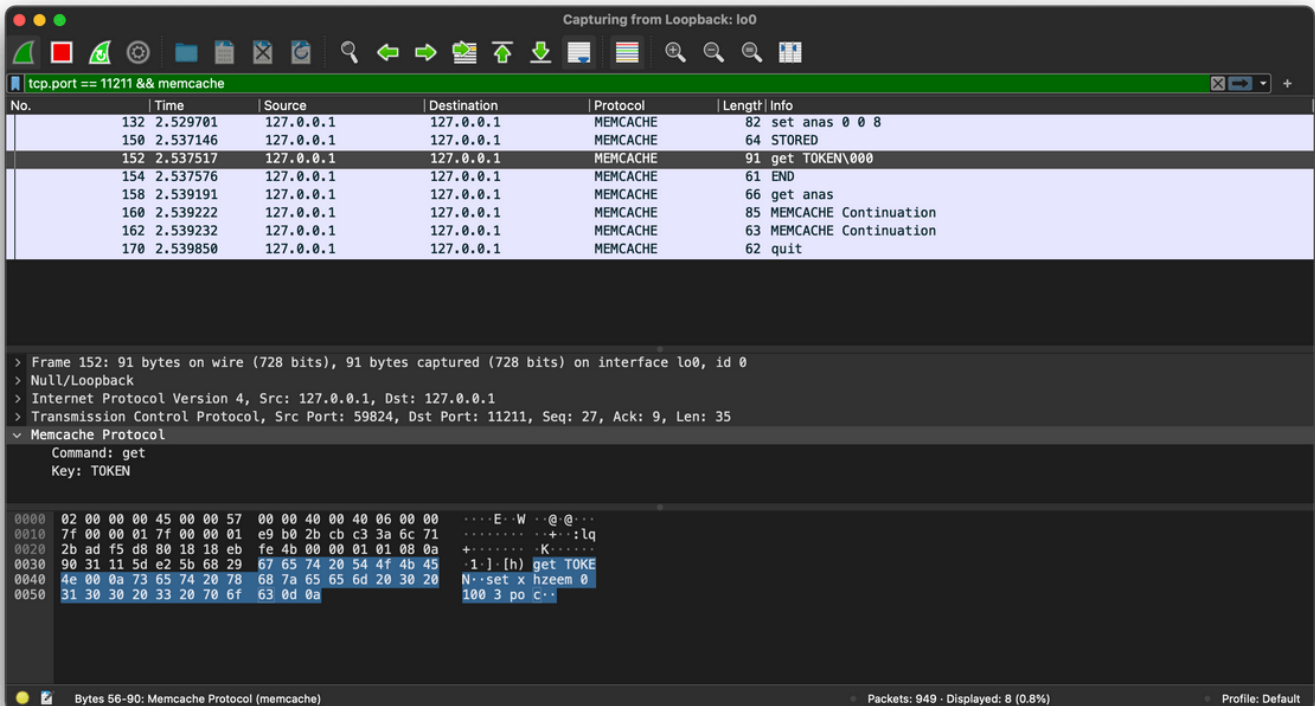 Capturing from Loopback: lo0
tcp.port == 11211 && memcache
No. Time Source Destination Protocol Length Info
132 2.529701 127.0.0.1 127.0.0.1 MEMCACHE 82 set anas 0 0 8
150 2.537146 127.0.0.1 127.0.0.1 MEMCACHE 64 STORED
152 2.537517 127.0.0.1 127.0.0.1 MEMCACHE 91 get TOKEN\000
154 2.537576 127.0.0.1 127.0.0.1 MEMCACHE 61 END
158 2.539191 127.0.0.1 127.0.0.1 MEMCACHE 66 get anas
160 2.539222 127.0.0.1 127.0.0.1 MEMCACHE 85 MEMCACHE Continuation
162 2.539232 127.0.0.1 127.0.0.1 MEMCACHE 63 MEMCACHE Continuation
170 2.539850 127.0.0.1 127.0.0.1 MEMCACHE 62 quit
> Frame 152: 91 bytes on wire (728 bits), 91 bytes captured (728 bits) on interface lo0, id 0
> Null/Loopback
> Internet Protocol Version 4, Src: 127.0.0.1, Dst: 127.0.0.1
> Transmission Control Protocol, Src Port: 59824, Dst Port: 11211, Seq: 27, Ack: 9, Len: 35
Memcache Protocol
Command: get
Key: TOKEN
0000 02 00 00 00 45 00 00 57 00 00 40 00 40 06 00 00 ····E··W ··@·@···
0010 7f 00 00 01 7f 00 00 01 e9 b0 2b cb c3 3a 6c 71 ········ ··+··:lq
0020 2b ad f5 d8 80 18 18 eb fe 4b 00 00 01 01 08 0a +······· ·K······
0030 90 31 11 5d e2 5b 68 29 67 65 74 20 54 4f 4b 45 ·1·]·[h) get TOKE
0040 4e 00 0a 73 65 74 20 78 68 7a 65 65 6d 20 30 20 N··set x hzeem 0
0050 31 30 30 20 33 20 70 6f 63 0d 0a 100 3 po c··
Bytes 56-90: Memcache Protocol (memcache) Packets: 949 · Displayed: 8 (0.8%) Profile: Default